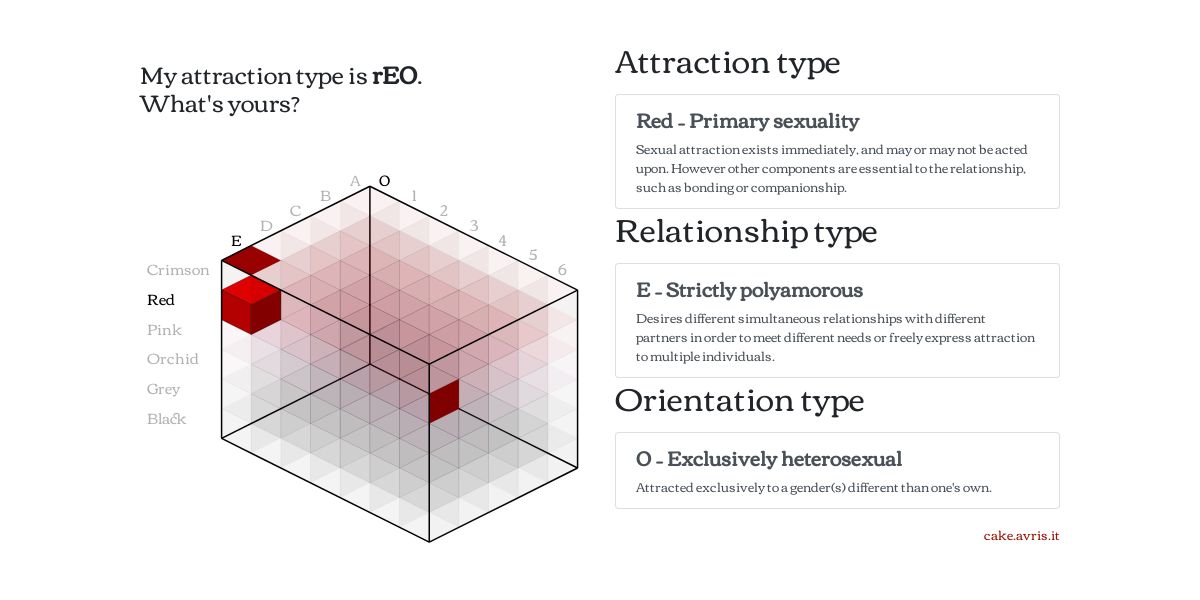 My attraction type is rEO.
What's yours?
A O
B 1
C 2
D 3
E 4
5
6
Crimson
Red
Pink
Orchid
Grey
Black
Attraction type
Red - Primary sexuality
Sexual attraction exists immediately, and may or may not be acted
upon. However other components are essential to the relationship,
such as bonding or companionship.
Relationship type
E - Strictly polyamorous
Desires different simultaneous relationships with different
partners in order to meet different needs or freely express attraction
to multiple individuals.
Orientation type
O - Exclusively heterosexual
Attracted exclusively to a gender(s) different than one's own.
cake.avris.it